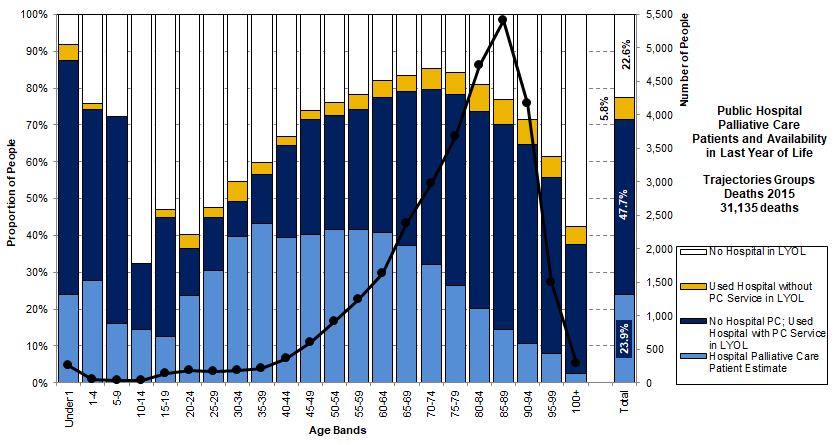 100%
90%
80%
70%
60%
50%
40%
30%
20%
10%
0%
Proportion of People
5,500
5,000
4,500
4,000
3,500
3,000
2,500
2,000
1,500
1,000
500
0
Number of People
22.6%
5.8%
47.7%
23.9%
Under 1
1-4
5-9
10-14
15-19
20-24
25-29
30-34
35-39
40-44
45-49
50-54
55-59
60-64
65-69
70-74
75-79
80-84
85-89
90-94
95-99
100+
Total
Age Bands
Public Hospital
Palliative Care
Patients and Availability
in Last Year of Life
Trajectories Groups
Deaths 2015
31,135 deaths
No Hospital in LYOL
Used Hospital without
PC Service in LYOL
No Hospital PC; Used
Hospital with PC Service
in LYOL
Hospital Palliative Care
Patient Estimate